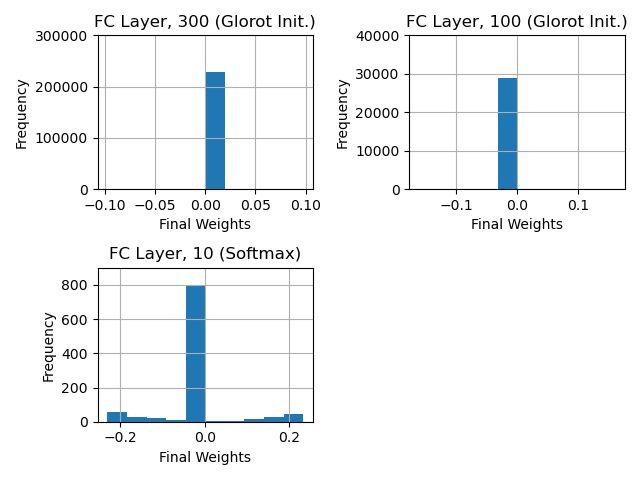 FC Layer, 300 (Glorot Init.)
300000
200000
100000
0
Frequency
−0.10 −0.05 0.00 0.05 0.10
Final Weights
FC Layer, 100 (Glorot Init.)
40000
30000
20000
10000
0
Frequency
−0.1 0.0 0.1
Final Weights
FC Layer, 10 (Softmax)
800
600
400
200
0
Frequency
−0.2 0.0 0.2
Final Weights